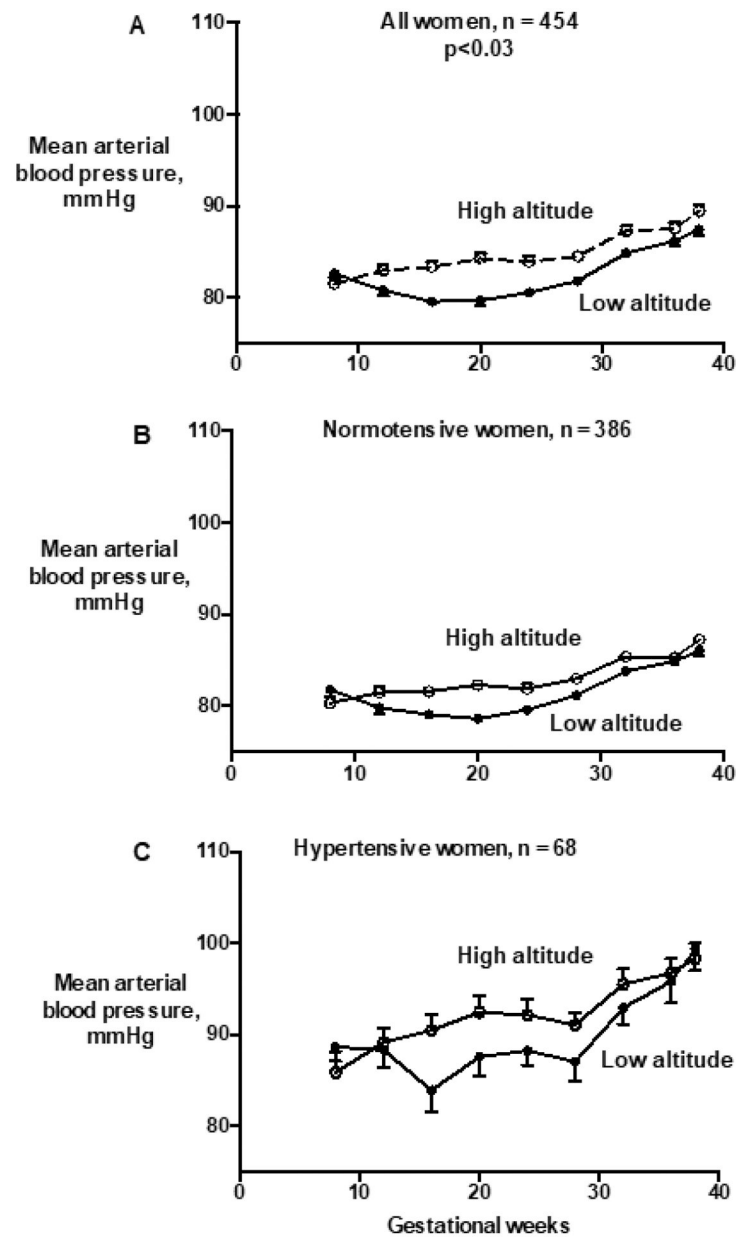 A
All women, n = 454
p<0.03
110
100
90
80
Mean arterial
blood pressure,
mmHg
High altitude
Low altitude
0 10 20 30 40
B
Normotensive women, n = 386
110
100
90
80
Mean arterial
blood pressure,
mmHg
High altitude
Low altitude
0 10 20 30 40
C
Hypertensive women, n = 68
110
100
90
80
Mean arterial
blood pressure,
mmHg
High altitude
Low altitude
0 10 20 30 40
Gestational weeks